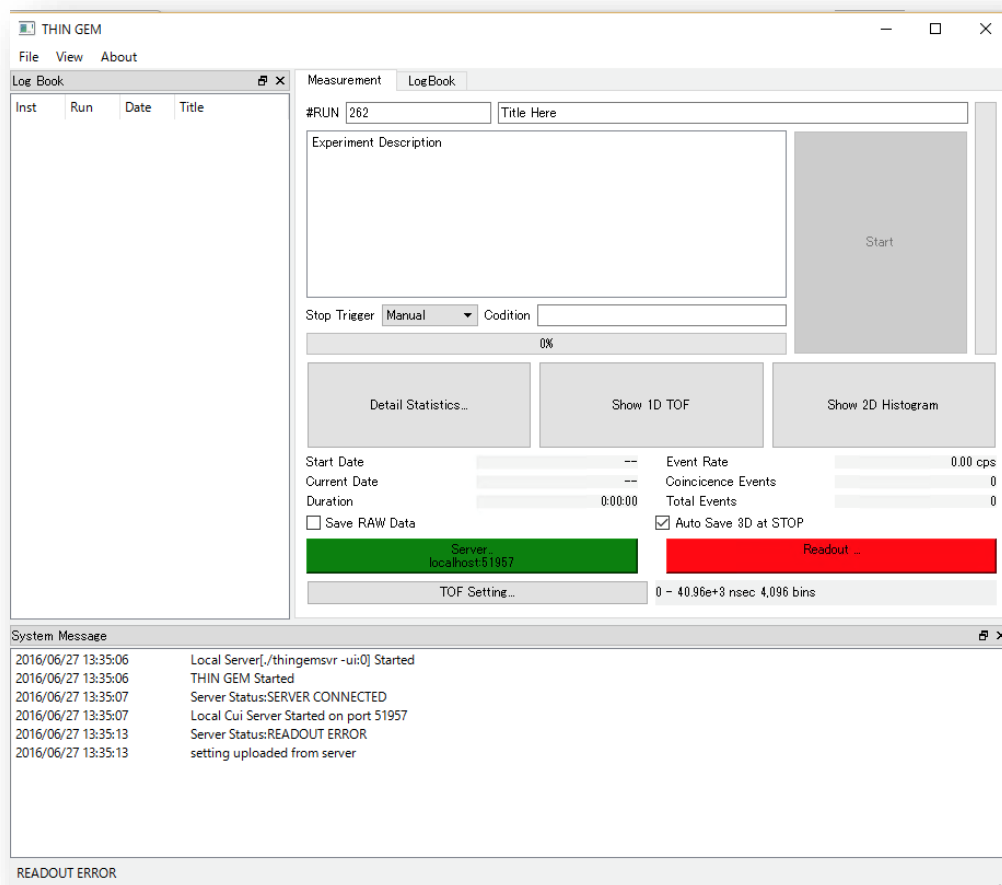 THIN GEM
File View About
Log Book
Inst Run Date Title
Measurement LogBook
#RUN 262 Title Here
Experiment Description
Start
Stop Trigger Manual Codition
0%
Detail Statistics... Show 1D TOF Show 2D Histogram
Start Date -- Event Rate 0.00 cps
Current Date -- Coincicence Events 0
Duration 0:00:00 Total Events 0
Save RAW Data Auto Save 3D at STOP
Server.. Readout ...
localhost:51957
TOF Setting... 0 - 40.96e+3 nsec 4,096 bins
System Message
2016/06/27 13:35:06 Local Server[./thingemsvr -ui:0] Started
2016/06/27 13:35:06 THIN GEM Started
2016/06/27 13:35:07 Server Status:SERVER CONNECTED
2016/06/27 13:35:07 Local Cui Server Started on port 51957
2016/06/27 13:35:13 Server Status:READOUT ERROR
2016/06/27 13:35:13 setting uploaded from server
READOUT ERROR